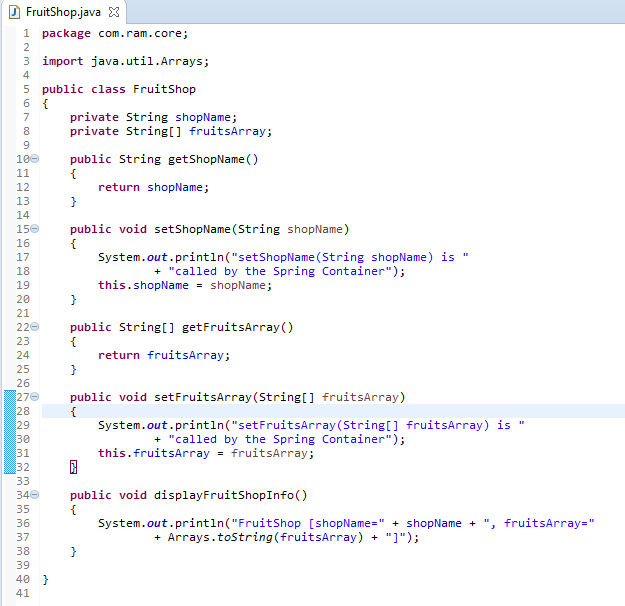 FruitShop.java
1 package com.ram.core;
2
3 import java.util.Arrays;
4
5 public class FruitShop
6 {
7     private String shopName;
8     private String[] fruitsArray;
9
10     public String getShopName()
11     {
12         return shopName;
13     }
14
15     public void setShopName(String shopName)
16     {
17         System.out.println("setShopName(String shopName) is "
18                 + "called by the Spring Container");
19         this.shopName = shopName;
20     }
21
22     public String[] getFruitsArray()
23     {
24         return fruitsArray;
25     }
26
27     public void setFruitsArray(String[] fruitsArray)
28     {
29         System.out.println("setFruitsArray(String[] fruitsArray) is "
30                 + "called by the Spring Container");
31         this.fruitsArray = fruitsArray;
32     }
33
34     public void displayFruitShopInfo()
35     {
36         System.out.println("FruitShop [shopName=" + shopName + ", fruitsArray="
37                 + Arrays.toString(fruitsArray) + "]");
38     }
39
40 }
41